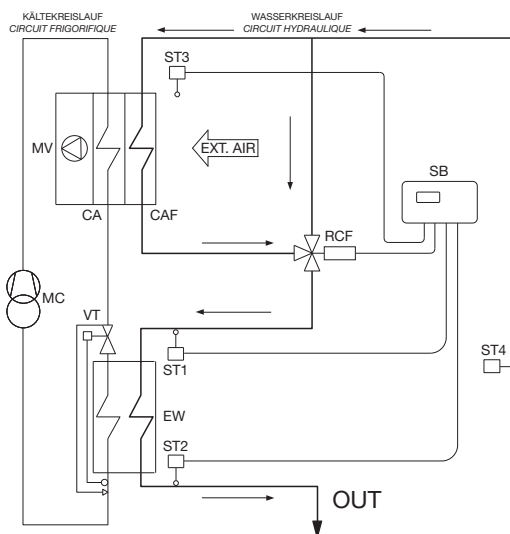 KÄLTEKREISLAUF
CIRCUIT FRIGORIFIQUE
WASSERKREISLAUF
CIRCUIT HYDRAULIQUE
ST3
MV
EXT. AIR
SB
CA
CAF
RCF
MC
VT
ST1
ST4
EW
ST2
OUT